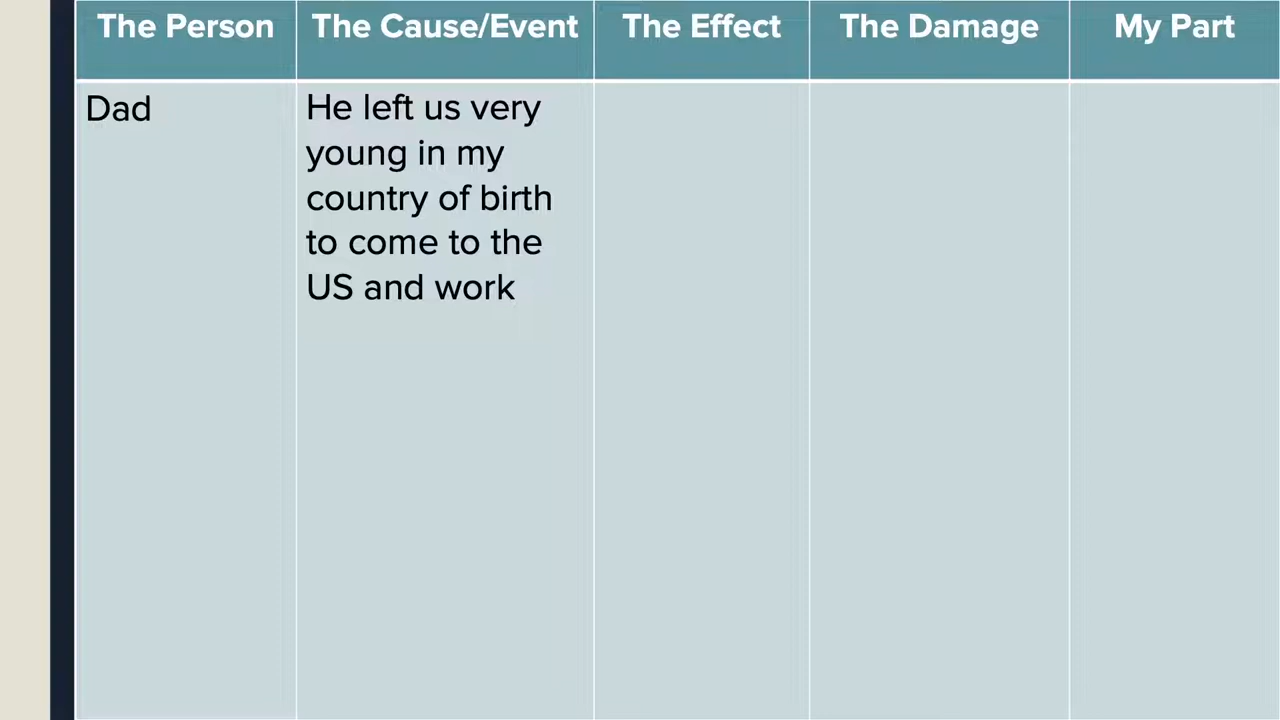 The Person The Cause/Event The Effect The Damage My Part
Dad
He left us very
young in my
country of birth
to come to the
US and work